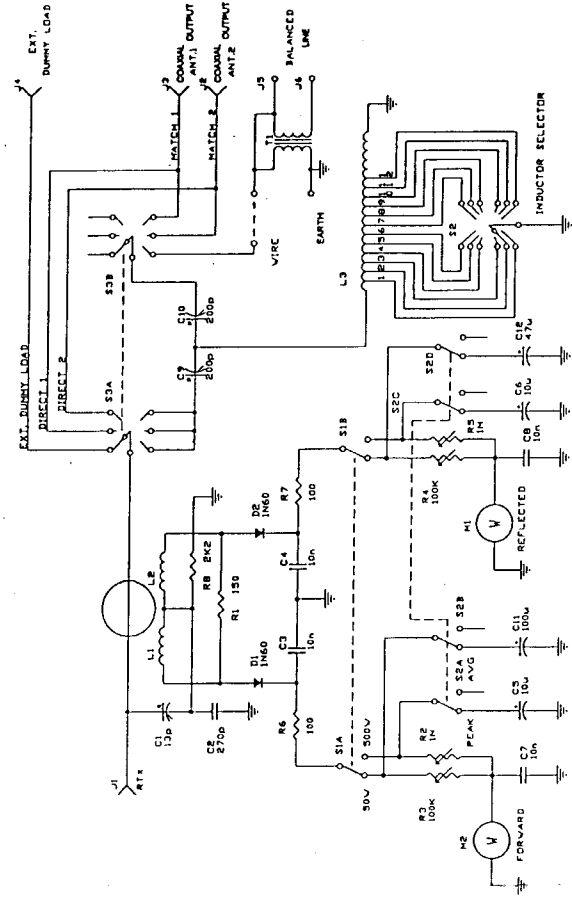 J4
EXT.
DUMMY LOAD
J3
COAXIAL OUTPUT
ANT.1
J2
COAXIAL OUTPUT
ANT.2
MATCH 1
MATCH 2
J5
BALANCED
LINE
J6
T1
WIRE
EARTH
EXT. DUMMY LOAD
DIRECT 1
DIRECT 2
S3A
S3B
C9
200p
C10
200p
L3
1 2 3 4 5 6 7 8 9 10 11 12
S2
INDUCTOR SELECTOR
J1
RTx
C1
13p
C2
270p
L1
L2
R8
2K2
R1
150
D1
1N60
D2
1N60
C3
10n
C4
10n
R6
100
R7
100
S1A
50W
500W
S1B
R3
100K
R2
1M
PEAK
S2A
AVG
S2B
C7
10n
C5
10u
C11
100u
M2
W
FORWARD
R4
100K
R5
1M
S2C
S2D
C8
10n
C6
10u
C12
47u
M1
W
REFLECTED